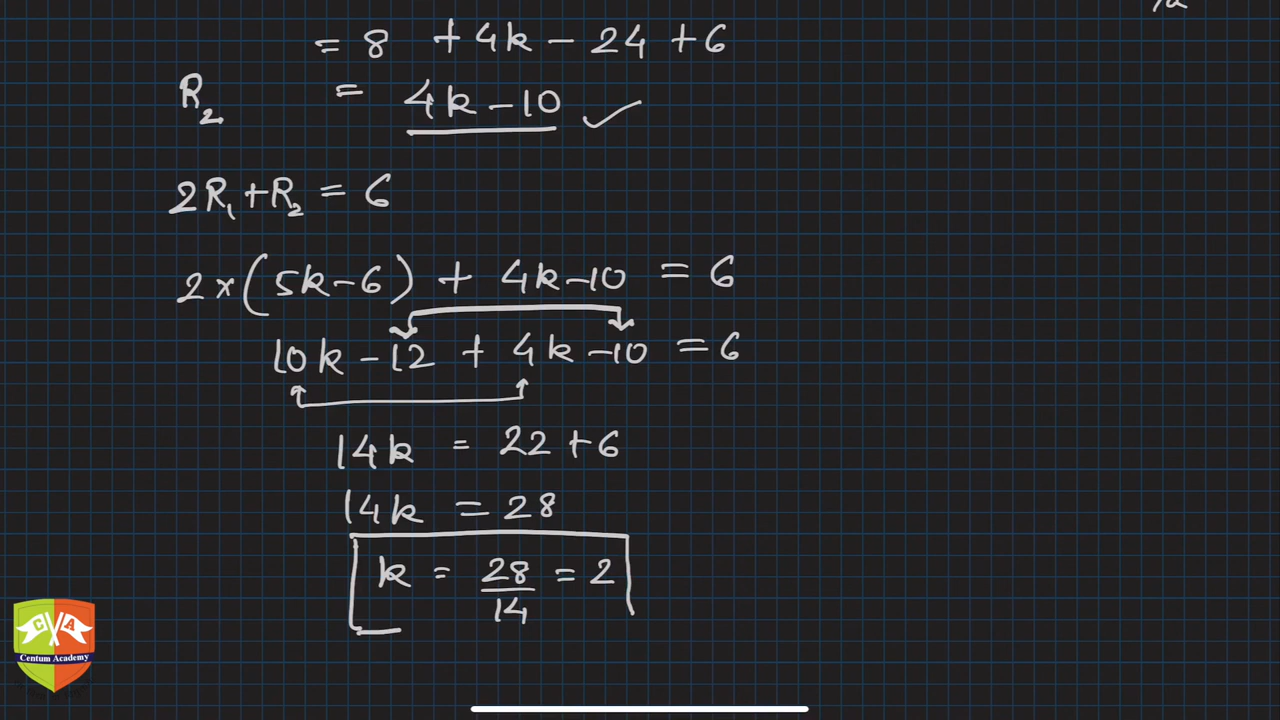 = 8 + 4k - 24 + 6
R₂ = 4k - 10 ✓
2R₁ + R₂ = 6
2 × (5k - 6) + 4k - 10 = 6
10k - 12 + 4k - 10 = 6
14k = 22 + 6
14k = 28
k = 28/14 = 2
C A
Centum Academy